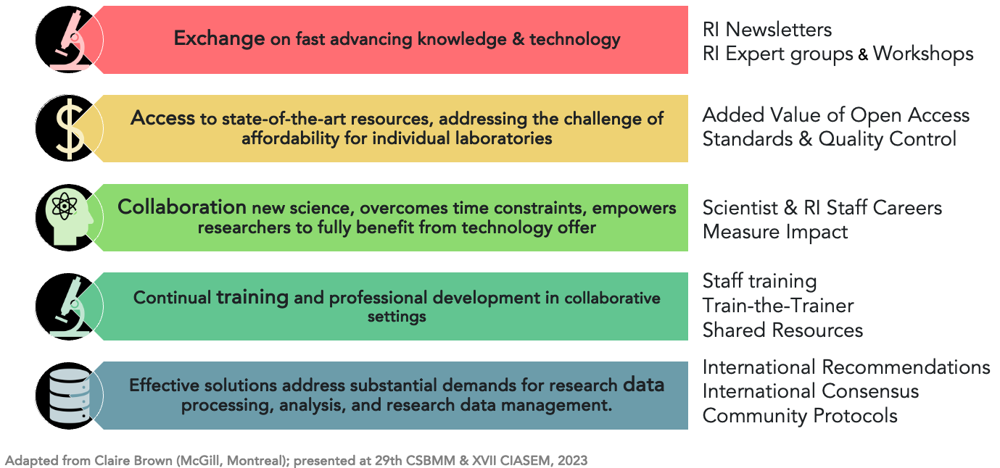 Exchange on fast advancing knowledge & technology
RI Newsletters
RI Expert groups & Workshops
Access to state-of-the-art resources, addressing the challenge of
affordability for individual laboratories
Added Value of Open Access
Standards & Quality Control
Collaboration new science, overcomes time constraints, empowers
researchers to fully benefit from technology offer
Scientist & RI Staff Careers
Measure Impact
Continual training and professional development in collaborative
settings
Staff training
Train-the-Trainer
Shared Resources
Effective solutions address substantial demands for research data
processing, analysis, and research data management.
International Recommendations
International Consensus
Community Protocols
Adapted from Claire Brown (McGill, Montreal); presented at 29th CSBMM & XVII CIASEM, 2023
$